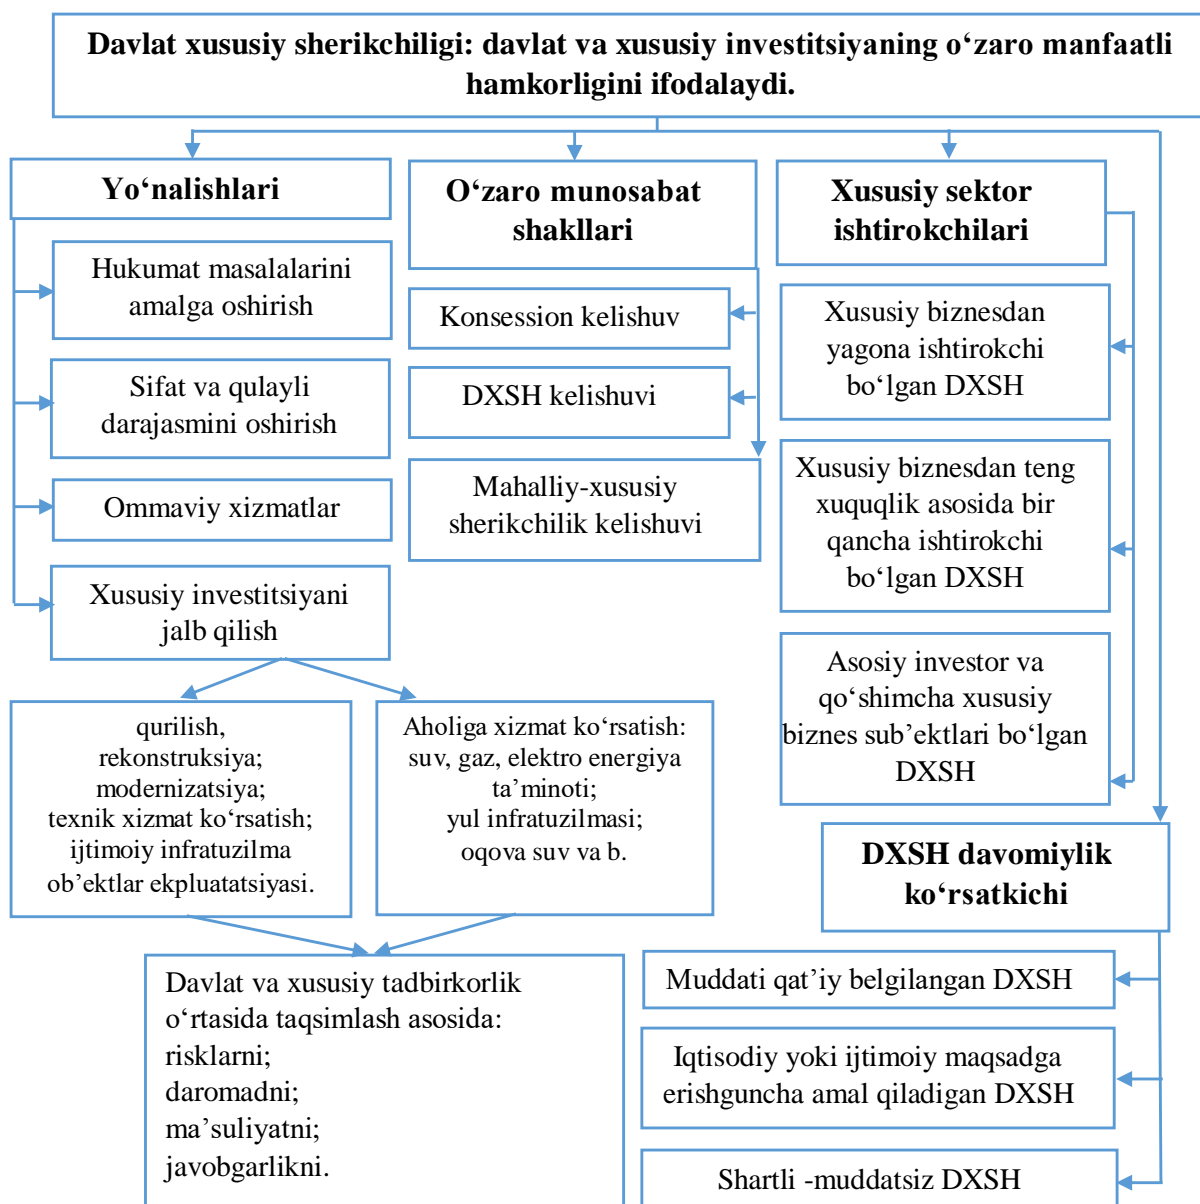 Davlat xususiy sherikchiligi: davlat va xususiy investitsiyaning o‘zaro manfaatli
hamkorligini ifodalaydi.
Yo‘nalishlari
Hukumat masalalarini
amalga oshirish
Sifat va qulayli
darajasmini oshirish
Ommaviy xizmatlar
Xususiy investitsiyani
jalb qilish
qurilish,
rekonstruksiya;
modernizatsiya;
texnik xizmat ko‘rsatish;
ijtimoiy infratuzilma
ob’ektlar ekpluatatsiyasi.
Aholiga xizmat ko‘rsatish:
suv, gaz, elektro energiya
ta’minoti;
yul infratuzilmasi;
oqova suv va b.
Davlat va xususiy tadbirkorlik
o‘rtasida taqsimlash asosida:
risklarni;
daromadni;
ma’suliyatni;
javobgarlikni.
O‘zaro munosabat
shakllari
Konsession kelishuv
DXSH kelishuvi
Mahalliy-xususiy
sherikchilik kelishuvi
Xususiy sektor
ishtirokchilari
Xususiy biznesdan
yagona ishtirokchi
bo‘lgan DXSH
Xususiy biznesdan teng
xuquqlik asosida bir
qancha ishtirokchi
bo‘lgan DXSH
Asosiy investor va
qo‘shimcha xususiy
biznes sub’ektlari bo‘lgan
DXSH
DXSH davomiylik
ko‘rsatkichi
Muddati qat’iy belgilangan DXSH
Iqtisodiy yoki ijtimoiy maqsadga
erishguncha amal qiladigan DXSH
Shartli -muddatsiz DXSH